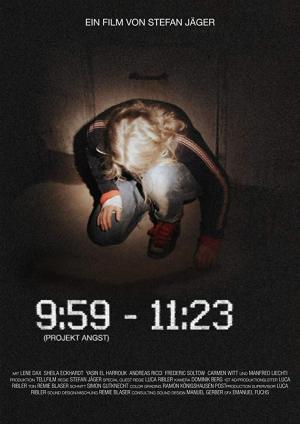 EIN FILM VON STEFAN JÄGER
9:59 - 11:23
(PROJEKT ANGST)
MIT LENE DAX SHEILA ECKHARDT YASIN EL HARROUK ANDREAS RICCI FREDERIC SOLTOW CARMEN WITT UND MANFRED LIECHTI
PRODUKTION TELLFILM REGIE STEFAN JÄGER SPECIAL GUEST REGIE LUCA RIBLER KAMERA DOMINIK BERG 1ST AD/PRODUKTIONSLEITER LUCA
RIBLER TON REMIE BLASER SCHNITT SIMON GUTKNECHT COLOR GRADING RAMÓN KÖNIGSHAUSEN POST-PRODUCTION SUPERVISOR LUCA
RIBLER SOUND DESIGN/MISCHUNG REMIE BLASER CONSULTING SOUND DESIGN MANUEL GERBER VFX EMANUEL FUCHS